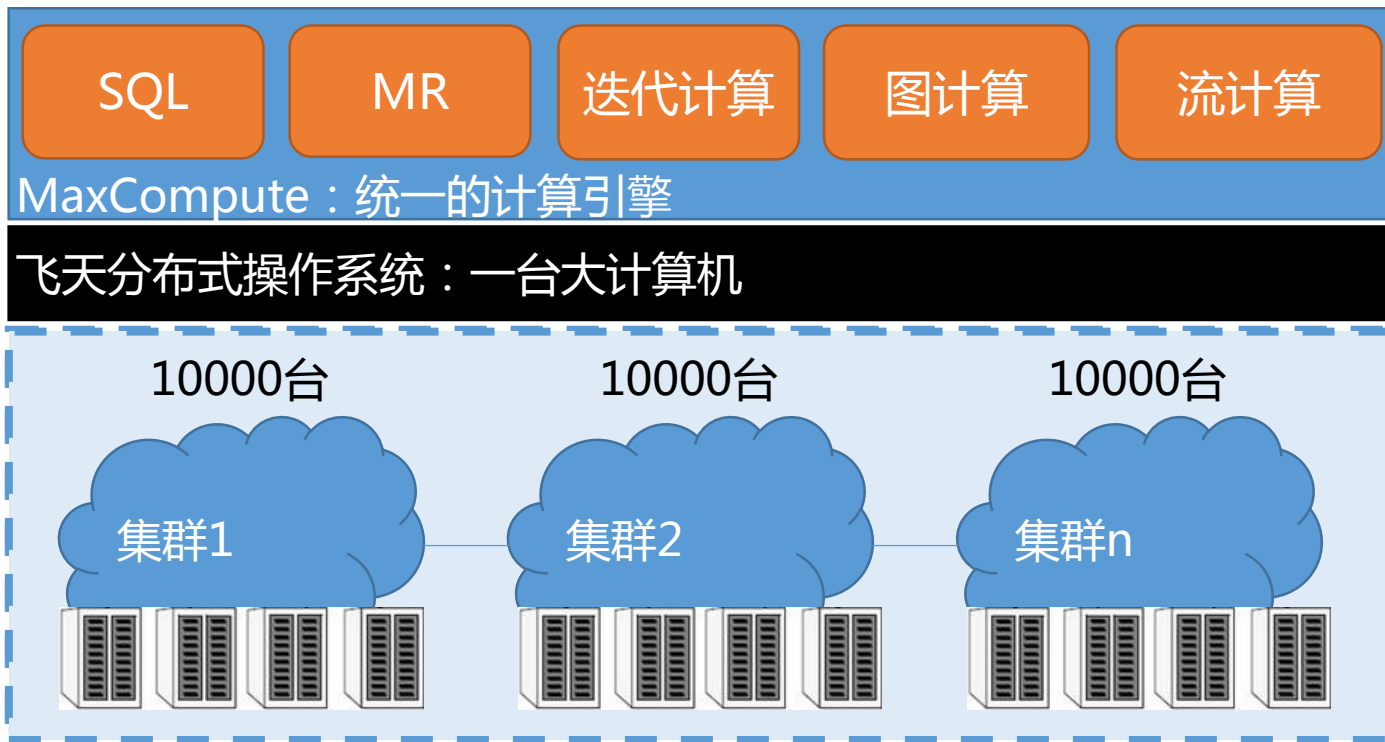 SQL
MR
迭代计算
图计算
流计算
MaxCompute：统一的计算引擎
飞天分布式操作系统：一台大计算机
10000台
10000台
10000台
集群1
集群2
集群n